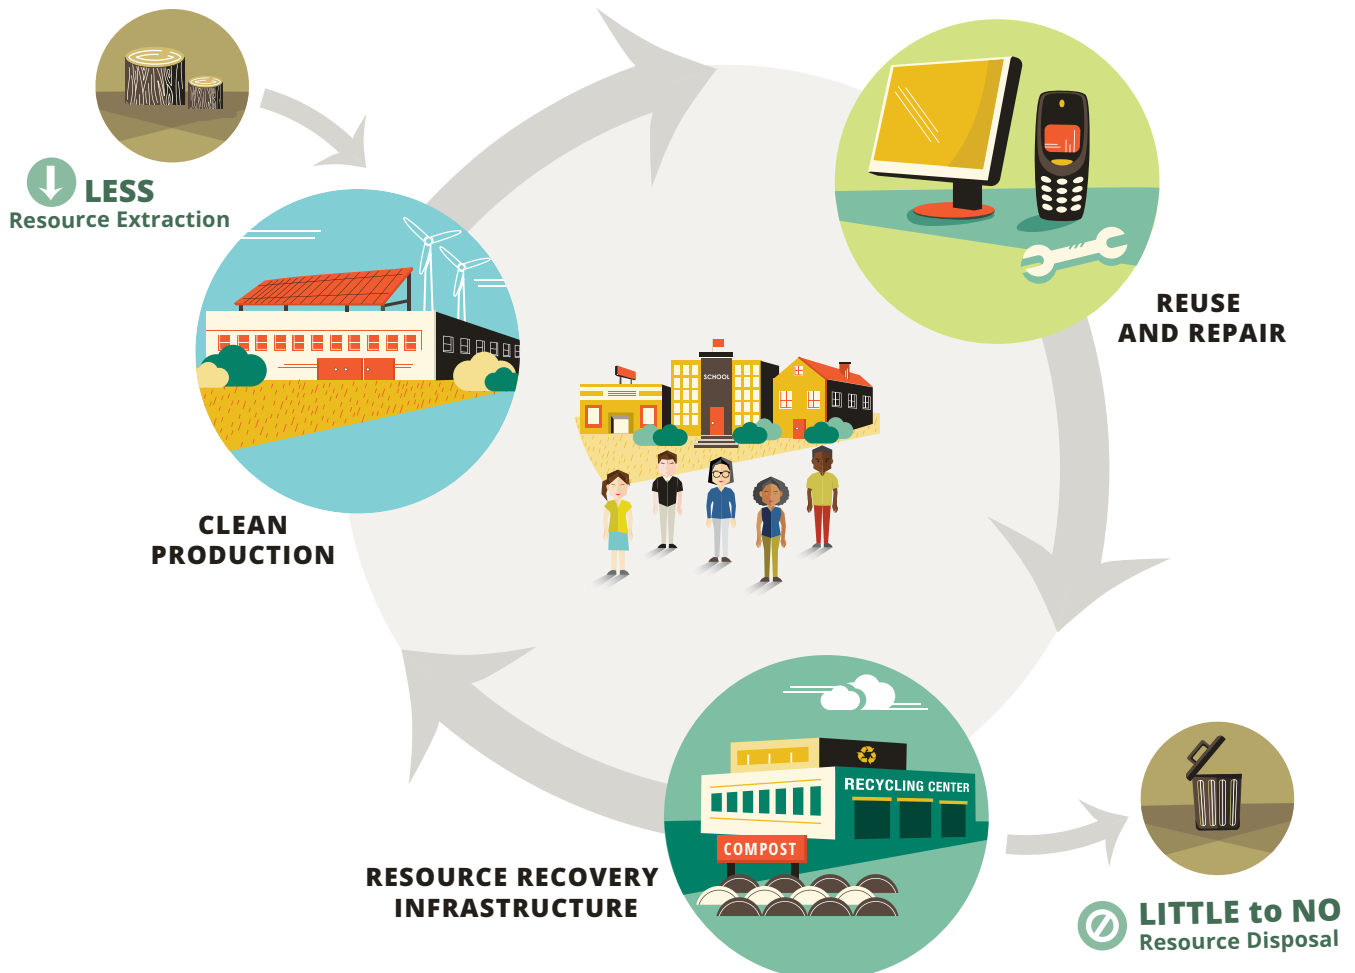 LESS
Resource Extraction
CLEAN
PRODUCTION
REUSE
AND REPAIR
SCHOOL
RECYCLING CENTER
COMPOST
RESOURCE RECOVERY
INFRASTRUCTURE
LITTLE to NO
Resource Disposal